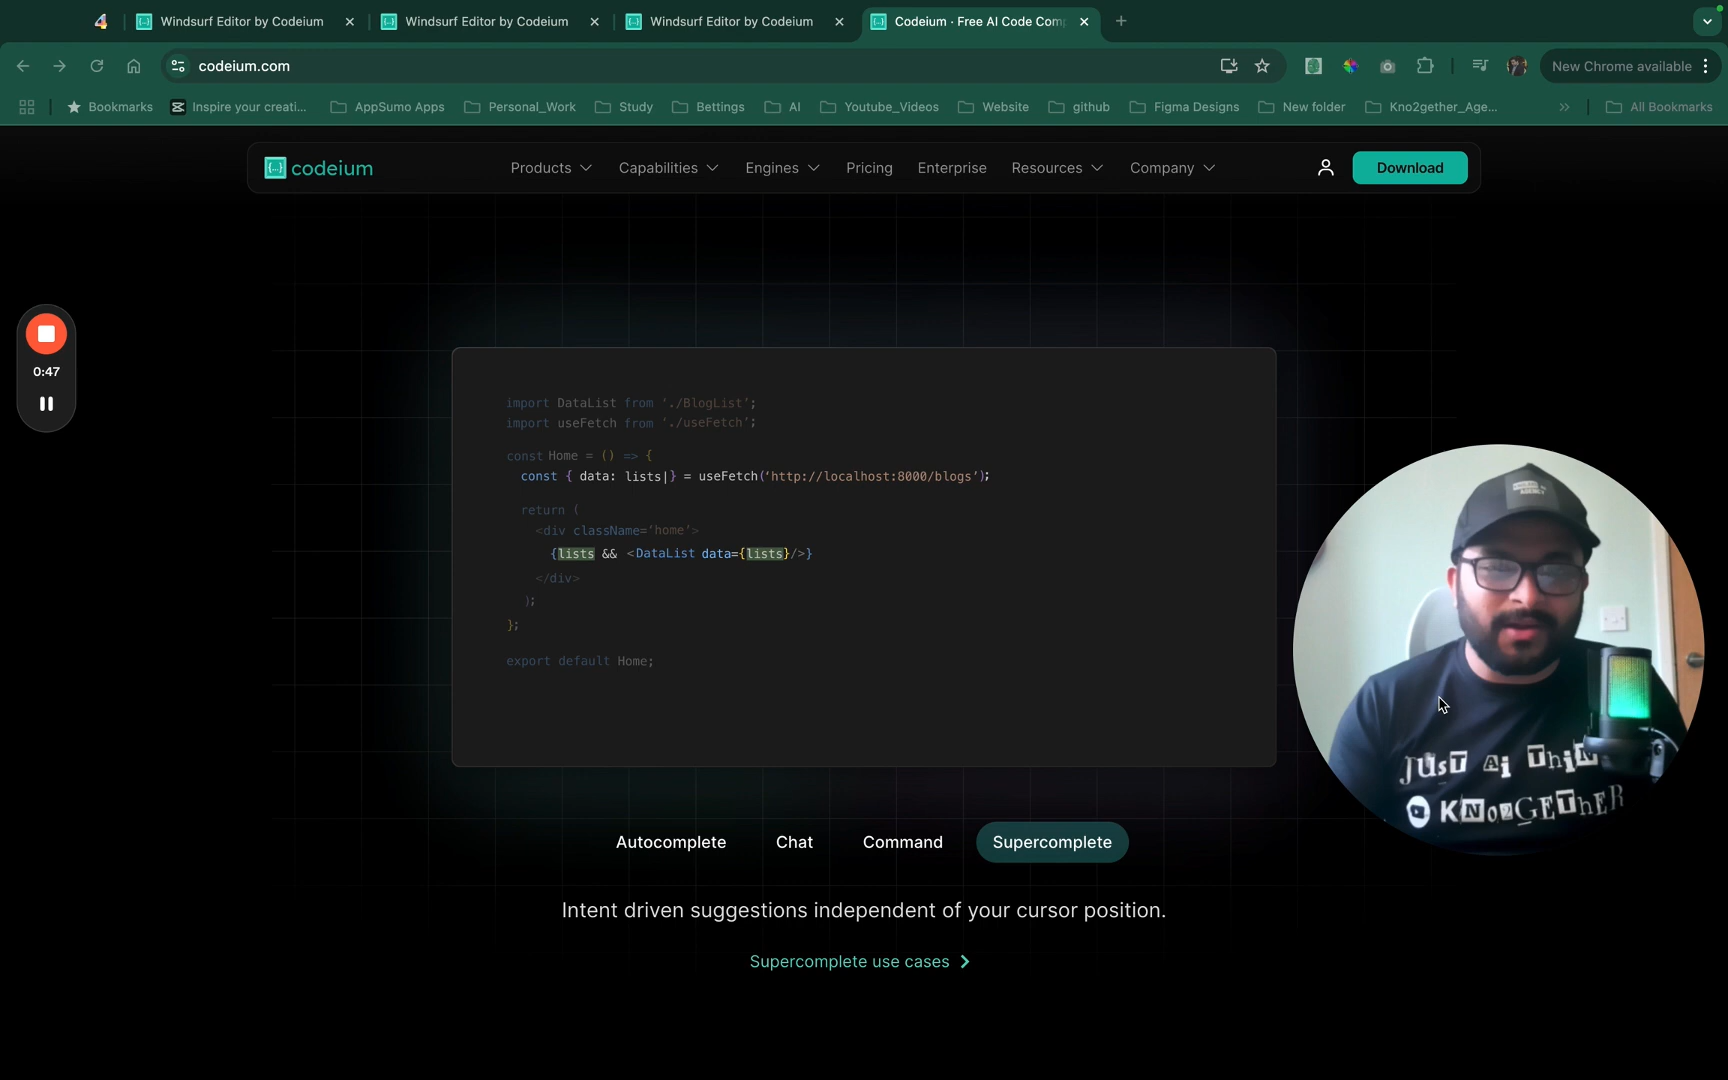 4
Windsurf Editor by Codeium
Windsurf Editor by Codeium
Windsurf Editor by Codeium
Codeium · Free AI Code Com
codeium.com
New Chrome available
Bookmarks
Inspire your creati...
AppSumo Apps
Personal_Work
Study
Bettings
AI
Youtube_Videos
Website
github
Figma Designs
New folder
Kno2gether_Age...
All Bookmarks
{...} codeium
Products
Capabilities
Engines
Pricing
Enterprise
Resources
Company
Download
0:47
import DataList from './BlogList';
import useFetch from './useFetch';
const Home = () => {
const { data: lists|} = useFetch('http://localhost:8000/blogs');
return (
<div className='home'>
{lists && <DataList data={lists}/>}
</div>
);
};
export default Home;
JUST AI THIN
KNO2GETHER
Autocomplete
Chat
Command
Supercomplete
Intent driven suggestions independent of your cursor position.
Supercomplete use cases